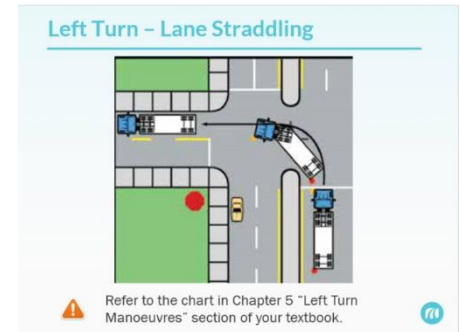 Left Turn – Lane Straddling
Refer to the chart in Chapter 5 "Left Turn
Manoeuvres" section of your textbook.